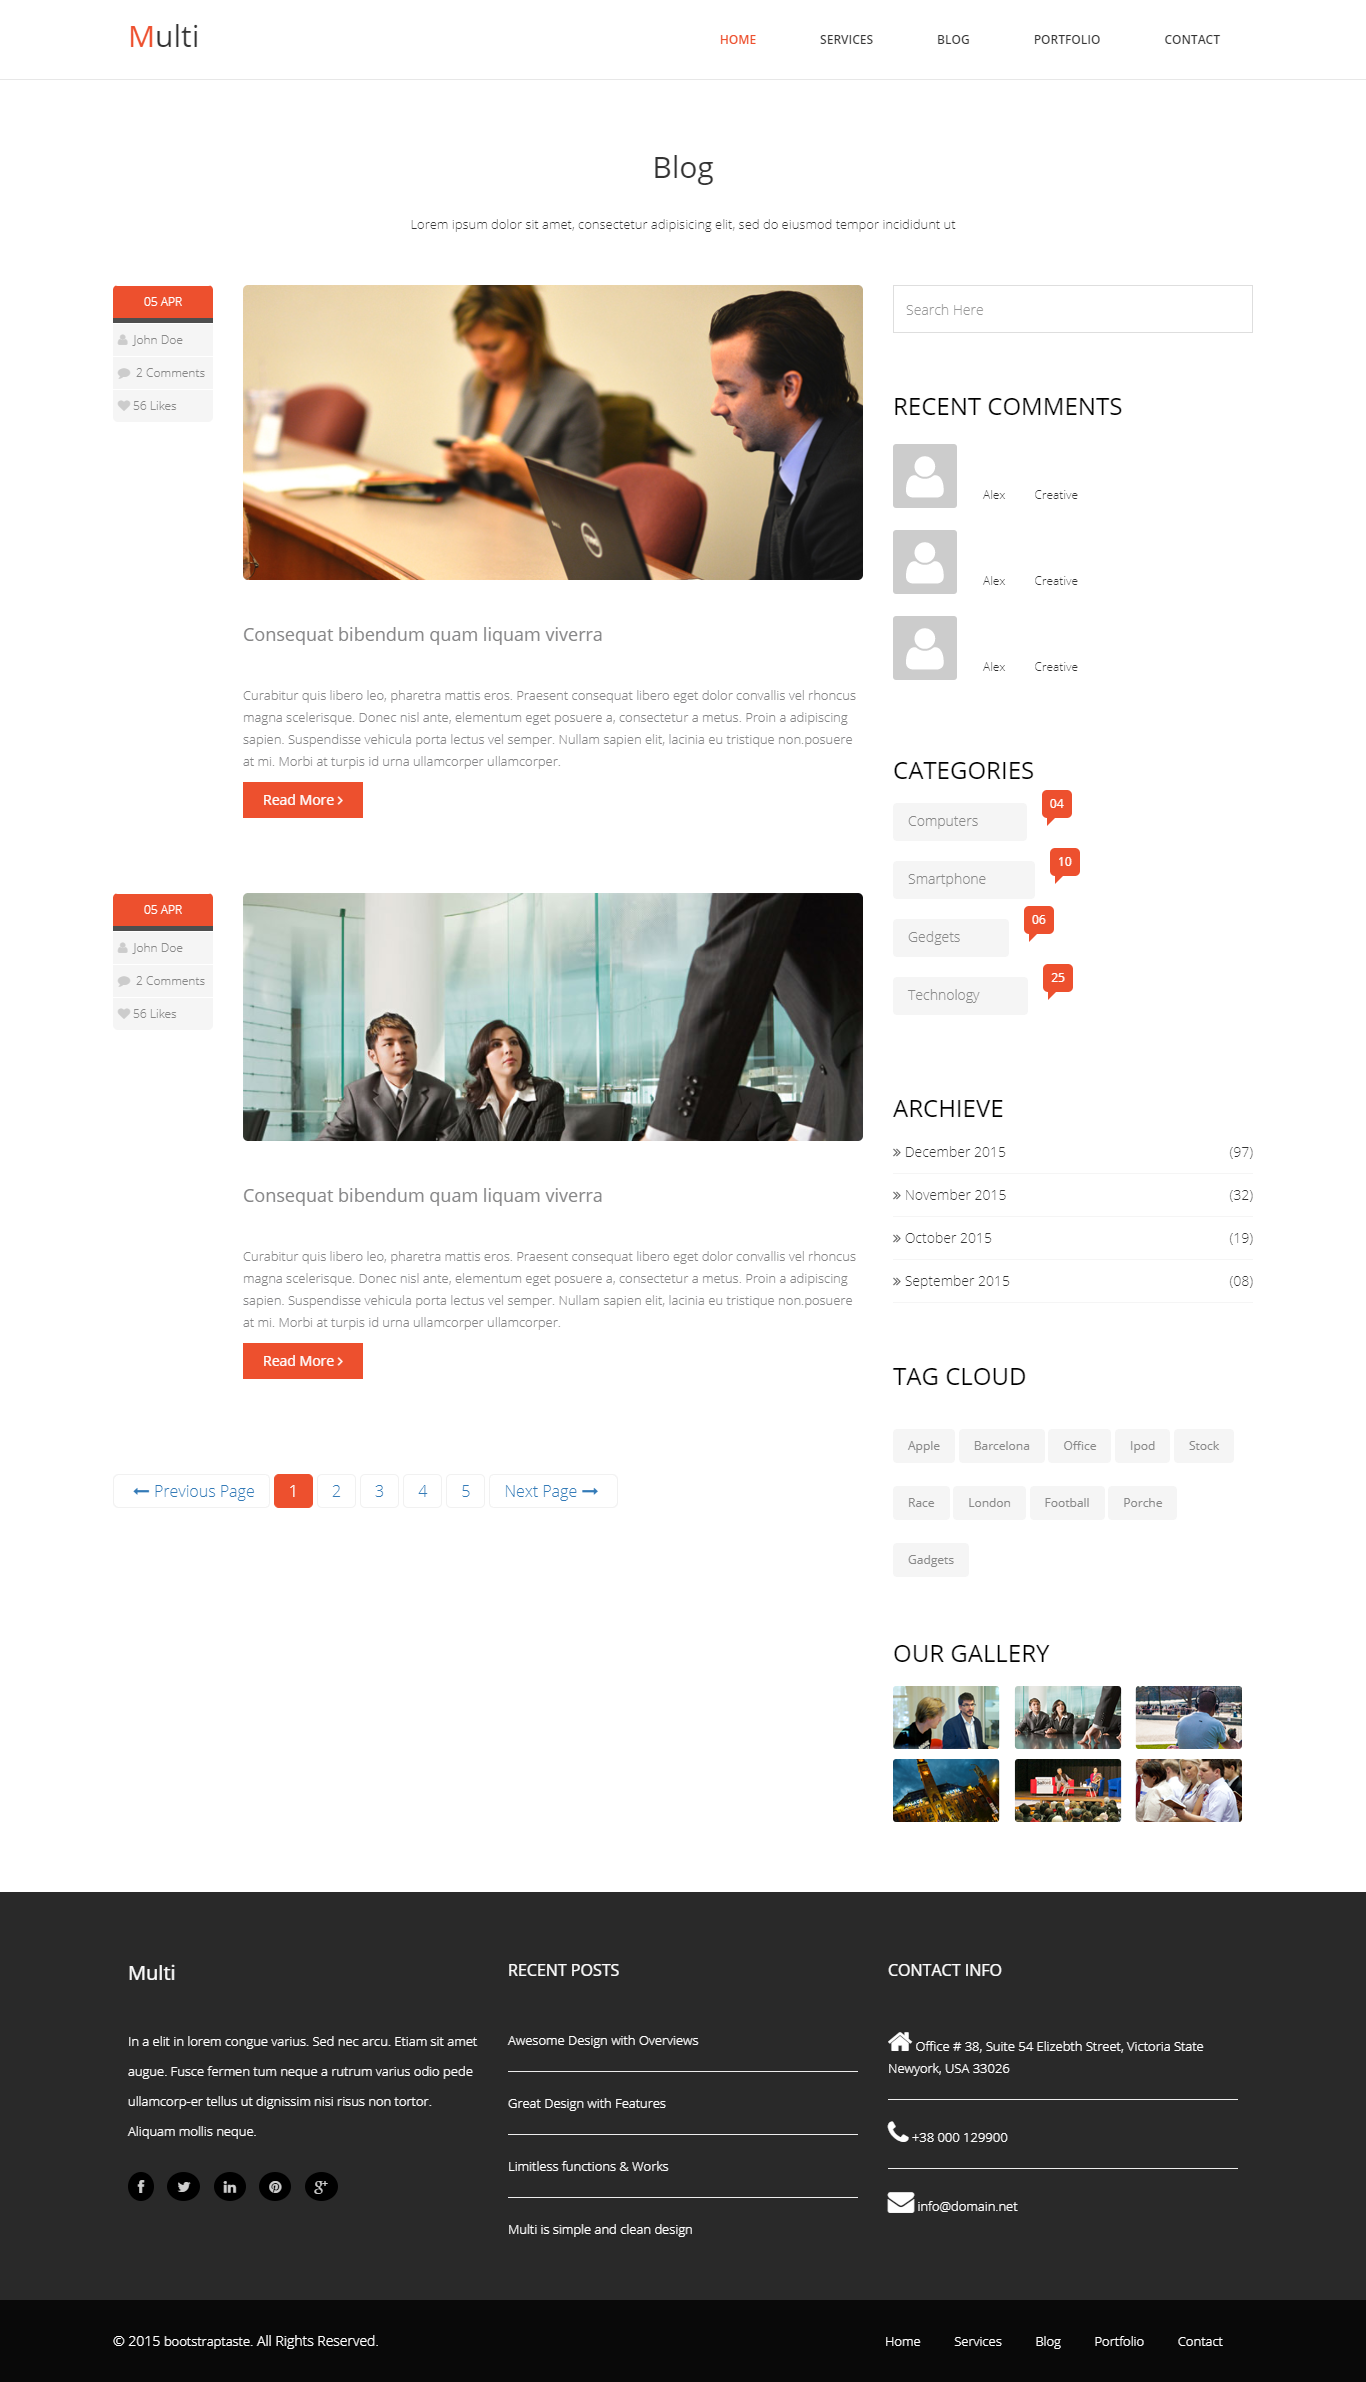 Multi
HOME SERVICES BLOG PORTFOLIO CONTACT
Blog
Lorem ipsum dolor sit amet, consectetur adipisicing elit, sed do eiusmod tempor incididunt ut
05 APR
John Doe
2 Comments
56 Likes
DELL
Consequat bibendum quam liquam viverra
Curabitur quis libero leo, pharetra mattis eros. Praesent consequat libero eget dolor convallis vel rhoncus
magna scelerisque. Donec nisl ante, elementum eget posuere a, consectetur a metus. Proin a adipiscing
sapien. Suspendisse vehicula porta lectus vel semper. Nullam sapien elit, lacinia eu tristique non.posuere
at mi. Morbi at turpis id urna ullamcorper ullamcorper.
Read More
05 APR
John Doe
2 Comments
56 Likes
Consequat bibendum quam liquam viverra
Curabitur quis libero leo, pharetra mattis eros. Praesent consequat libero eget dolor convallis vel rhoncus
magna scelerisque. Donec nisl ante, elementum eget posuere a, consectetur a metus. Proin a adipiscing
sapien. Suspendisse vehicula porta lectus vel semper. Nullam sapien elit, lacinia eu tristique non.posuere
at mi. Morbi at turpis id urna ullamcorper ullamcorper.
Read More
Previous Page 1 2 3 4 5 Next Page
Search Here
RECENT COMMENTS
Alex Creative
Alex Creative
Alex Creative
CATEGORIES
Computers 04
Smartphone 10
Gedgets 06
Technology 25
ARCHIEVE
» December 2015 (97)
» November 2015 (32)
» October 2015 (19)
» September 2015 (08)
TAG CLOUD
Apple Barcelona Office Ipod Stock
Race London Football Porche
Gadgets
OUR GALLERY
Multi
In a elit in lorem congue varius. Sed nec arcu. Etiam sit amet
augue. Fusce fermen tum neque a rutrum varius odio pede
ullamcorp-er tellus ut dignissim nisi risus non tortor.
Aliquam mollis neque.
RECENT POSTS
Awesome Design with Overviews
Great Design with Features
Limitless functions & Works
Multi is simple and clean design
CONTACT INFO
Office # 38, Suite 54 Elizebth Street, Victoria State
Newyork, USA 33026
+38 000 129900
info@domain.net
© 2015 bootstraptaste. All Rights Reserved.
Home Services Blog Portfolio Contact